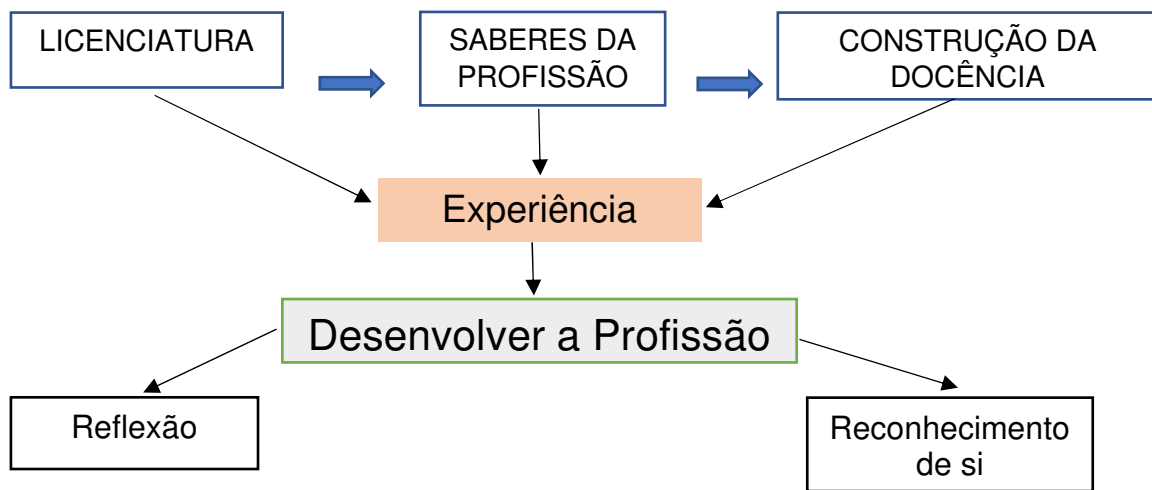 LICENCIATURA
SABERES DA
PROFISSÃO
CONSTRUÇÃO DA
DOCÊNCIA
Experiência
Desenvolver a Profissão
Reflexão
Reconhecimento
de si